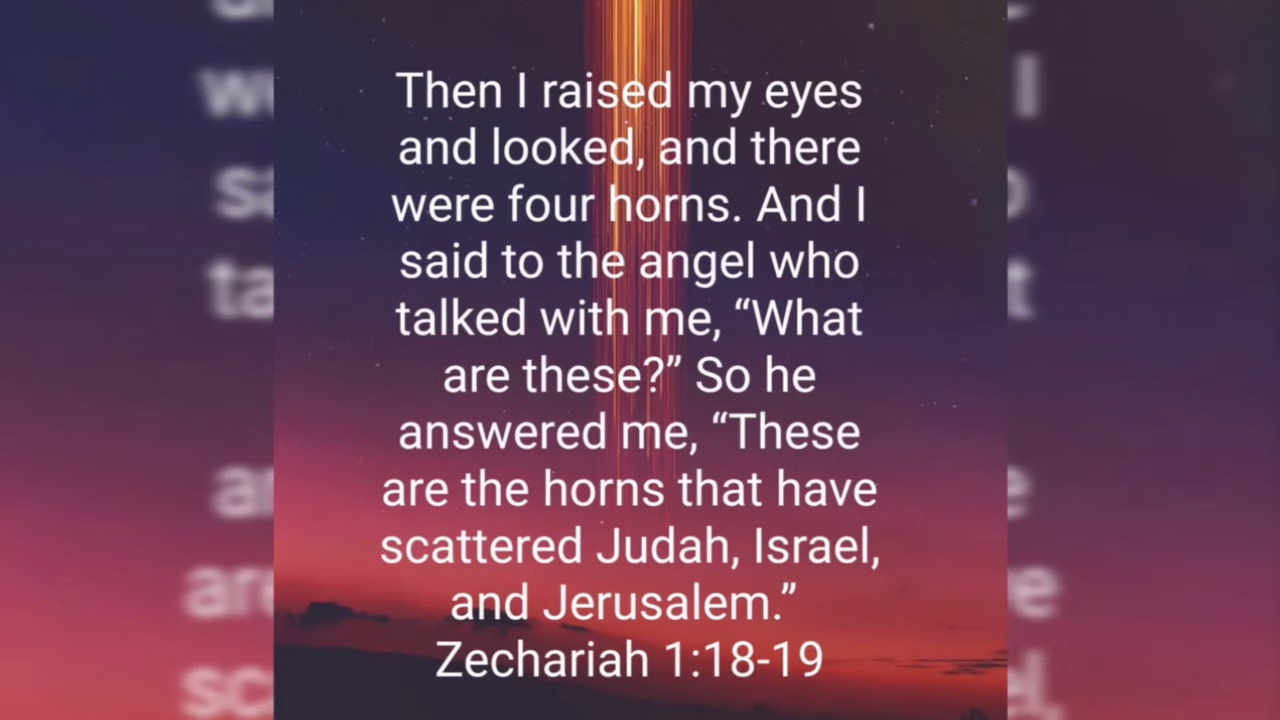 Then I raised my eyes
and looked, and there
were four horns. And I
said to the angel who
talked with me, “What
are these?” So he
answered me, “These
are the horns that have
scattered Judah, Israel,
and Jerusalem.”
Zechariah 1:18-19